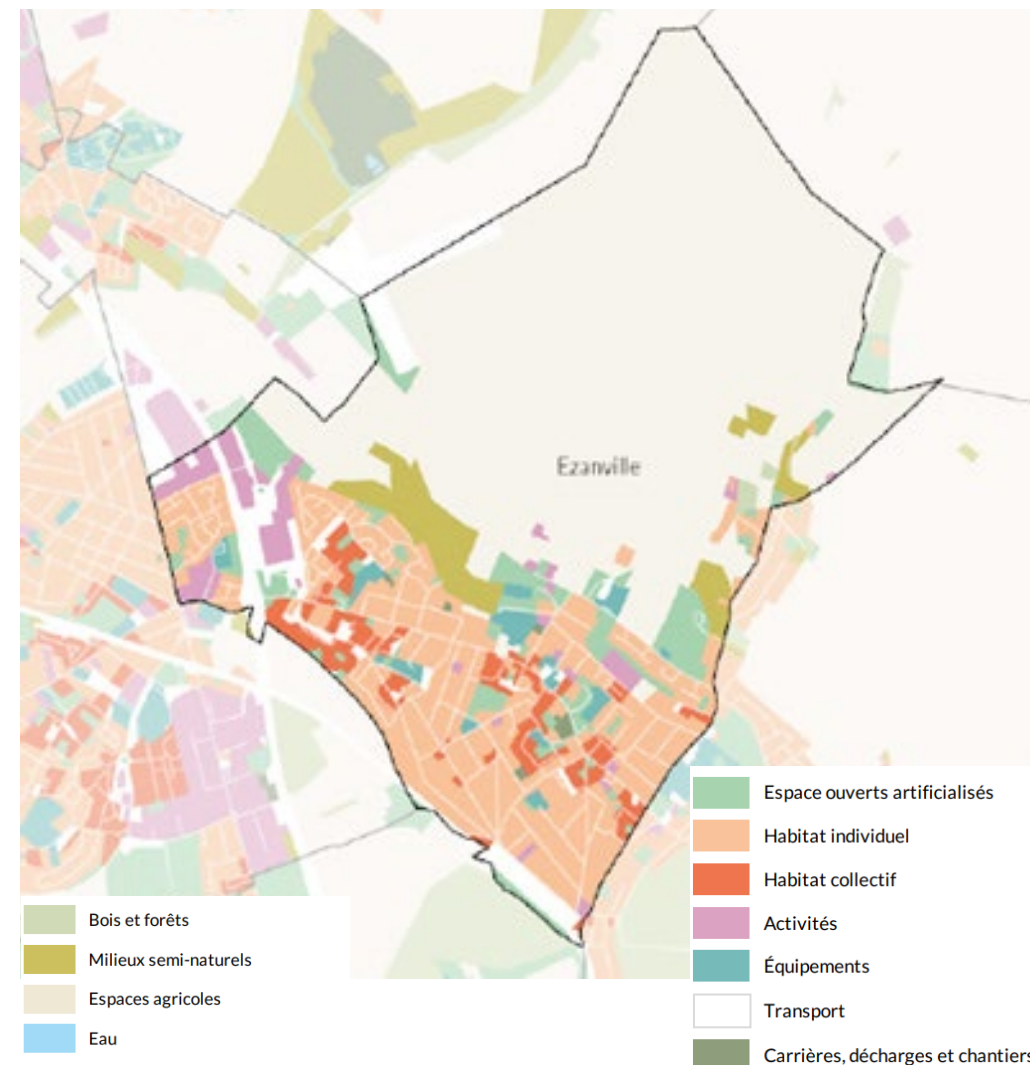 Ezanville
Espace ouverts artificialisés
Habitat individuel
Habitat collectif
Activités
Équipements
Transport
Carrières, décharges et chantiers
Bois et forêts
Milieux semi-naturels
Espaces agricoles
Eau